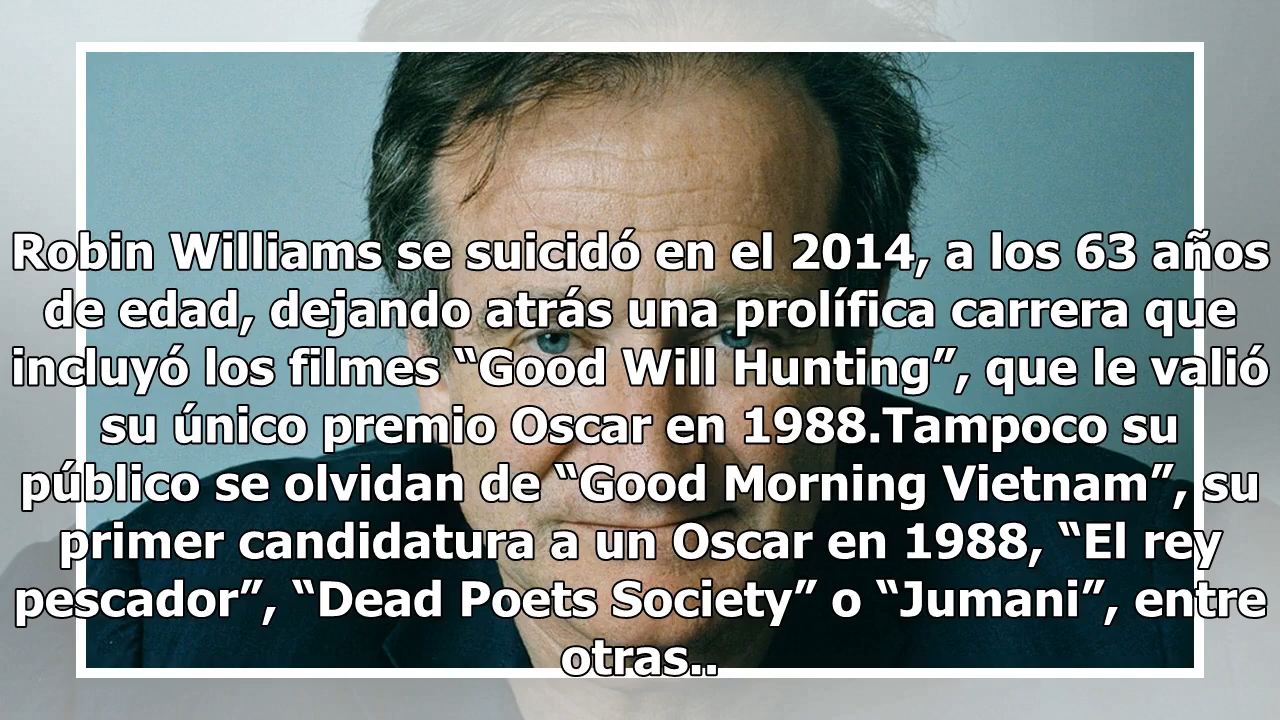 Robin Williams se suicidó en el 2014, a los 63 años
de edad, dejando atrás una prolífica carrera que
incluyó los filmes “Good Will Hunting”, que le valió
su único premio Oscar en 1988.Tampoco su
público se olvidan de “Good Morning Vietnam”, su
primer candidatura a un Oscar en 1988, “El rey
pescador”, “Dead Poets Society” o “Jumani”, entre
otras..